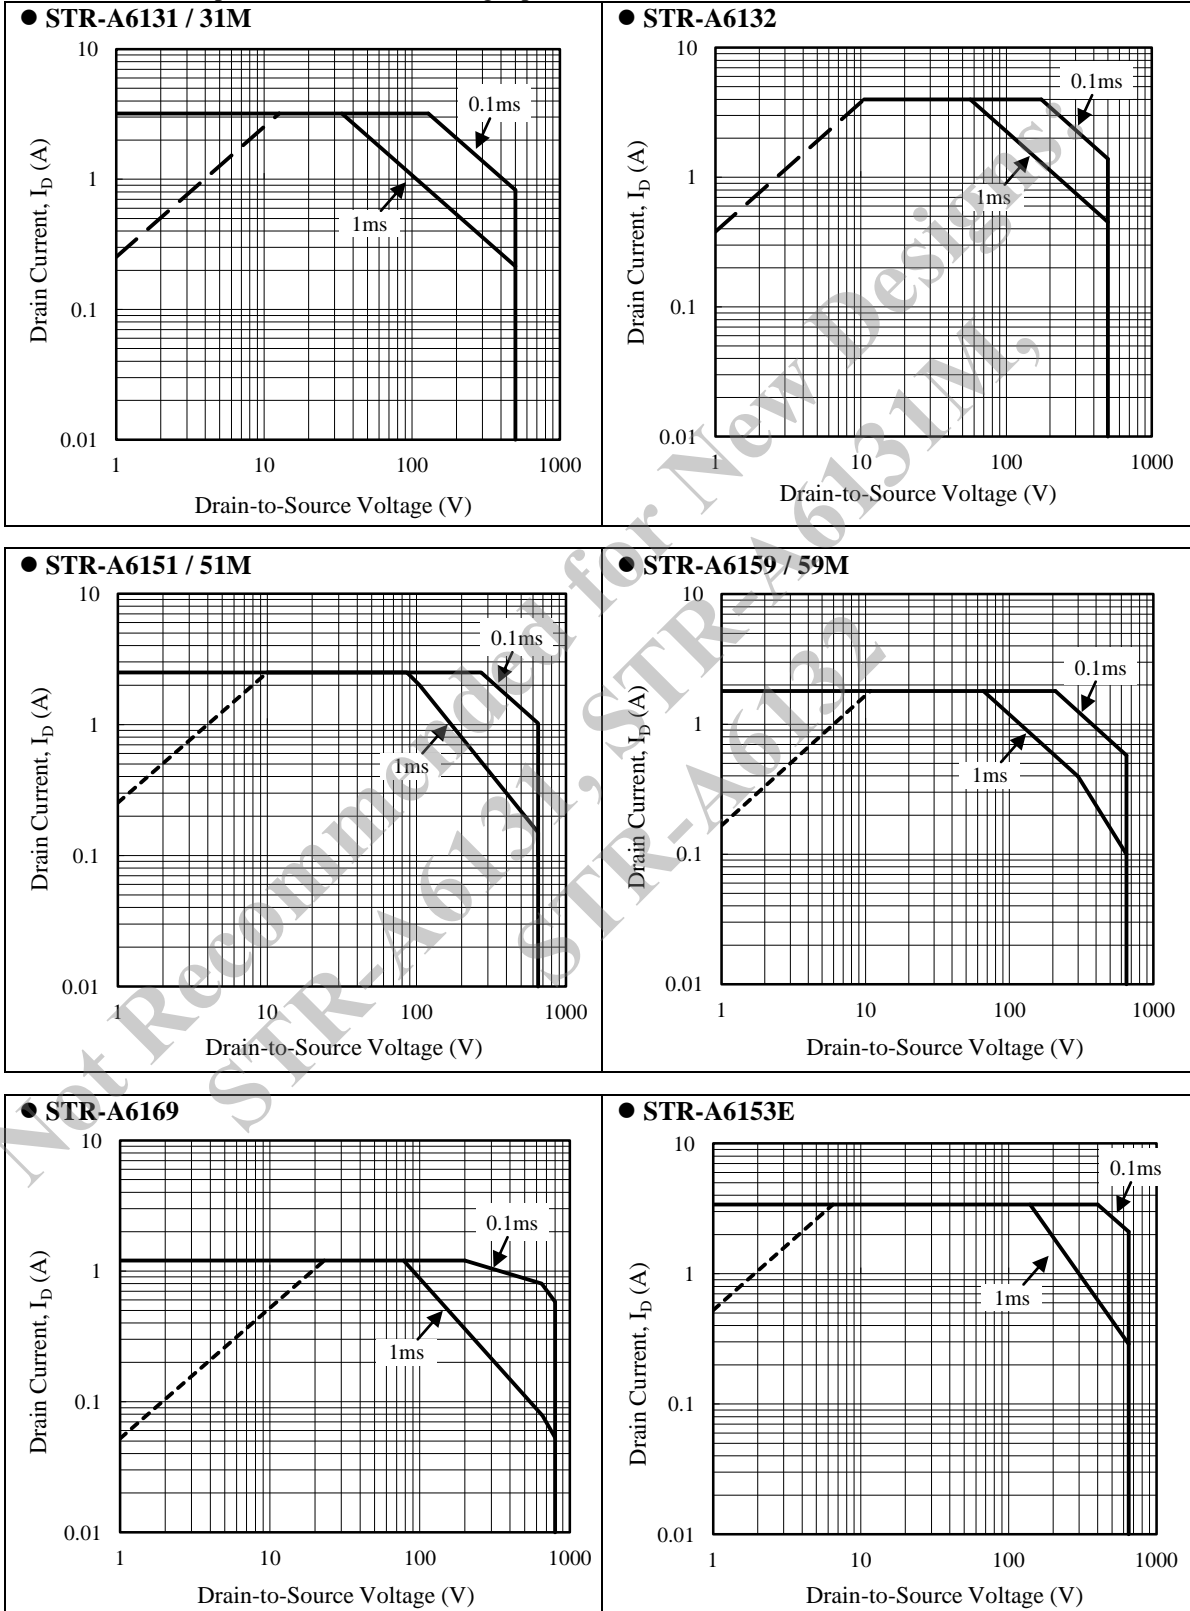 ● STR-A6131 / 31M
10
1
0.1
0.01
1
10
100
1000
0.1ms
1ms
Drain Current, I_D (A)
Drain-to-Source Voltage (V)
● STR-A6132
10
1
0.1
0.01
1
10
100
1000
0.1ms
1ms
Drain Current, I_D (A)
Drain-to-Source Voltage (V)
● STR-A6151 / 51M
10
1
0.1
0.01
1
10
100
1000
0.1ms
1ms
Drain Current, I_D (A)
Drain-to-Source Voltage (V)
● STR-A6159 / 59M
10
1
0.1
0.01
1
10
100
1000
0.1ms
1ms
Drain Current, I_D (A)
Drain-to-Source Voltage (V)
● STR-A6169
10
1
0.1
0.01
1
10
100
1000
0.1ms
1ms
Drain Current, I_D (A)
Drain-to-Source Voltage (V)
● STR-A6153E
10
1
0.1
0.01
1
10
100
1000
0.1ms
1ms
Drain Current, I_D (A)
Drain-to-Source Voltage (V)
Not Recommended for New Designs:
STR-A6131, STR-A6131M,
STR-A6132